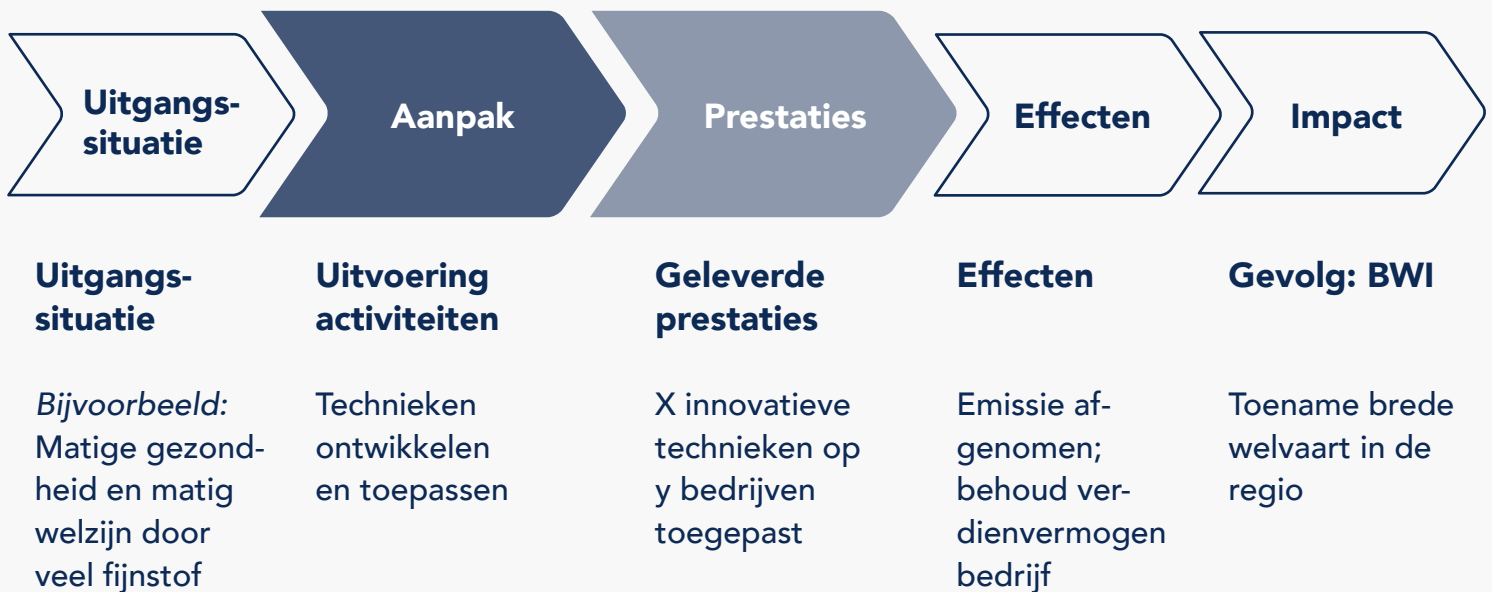 Uitgangs-
situatie
Aanpak
Prestaties
Effecten
Impact
Uitgangs-
situatie
Bijvoorbeeld:
Matige gezond-
heid en matig
welzijn door
veel fijnstof
Uitvoering
activiteiten
Technieken
ontwikkelen
en toepassen
Geleverde
prestaties
X innovatieve
technieken op
y bedrijven
toegepast
Effecten
Emissie af-
genomen;
behoud ver-
dienvermogen
bedrijf
Gevolg: BWI
Toename brede
welvaart in de
regio